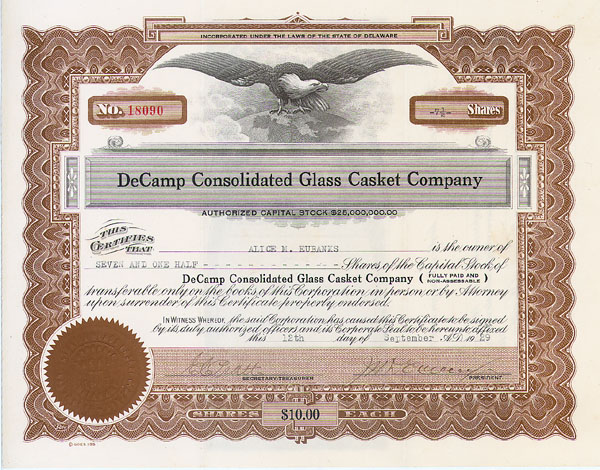 INCORPORATED UNDER THE LAWS OF THE STATE OF DELAWARE
No. 18090
-7½- Shares
DeCamp Consolidated Glass Casket Company
AUTHORIZED CAPITAL STOCK $25,000,000.00
THIS CERTIFIES THAT ALICE M. EUBANKS is the owner of
SEVEN AND ONE HALF - - - - - - - - - - - - - Shares of the Capital Stock of
DeCamp Consolidated Glass Casket Company (FULLY PAID AND NON-ASSESSABLE)
transferable only on the books of this Corporation in person or by Attorney
upon surrender of this Certificate properly endorsed.
IN WITNESS WHEREOF, the said Corporation has caused this Certificate to be signed
by its duly authorized officers and its Corporate Seal to be hereunto affixed
this 12th day of September A.D. 1929
SECRETARY-TREASURER PRESIDENT
SHARES $10.00 EACH